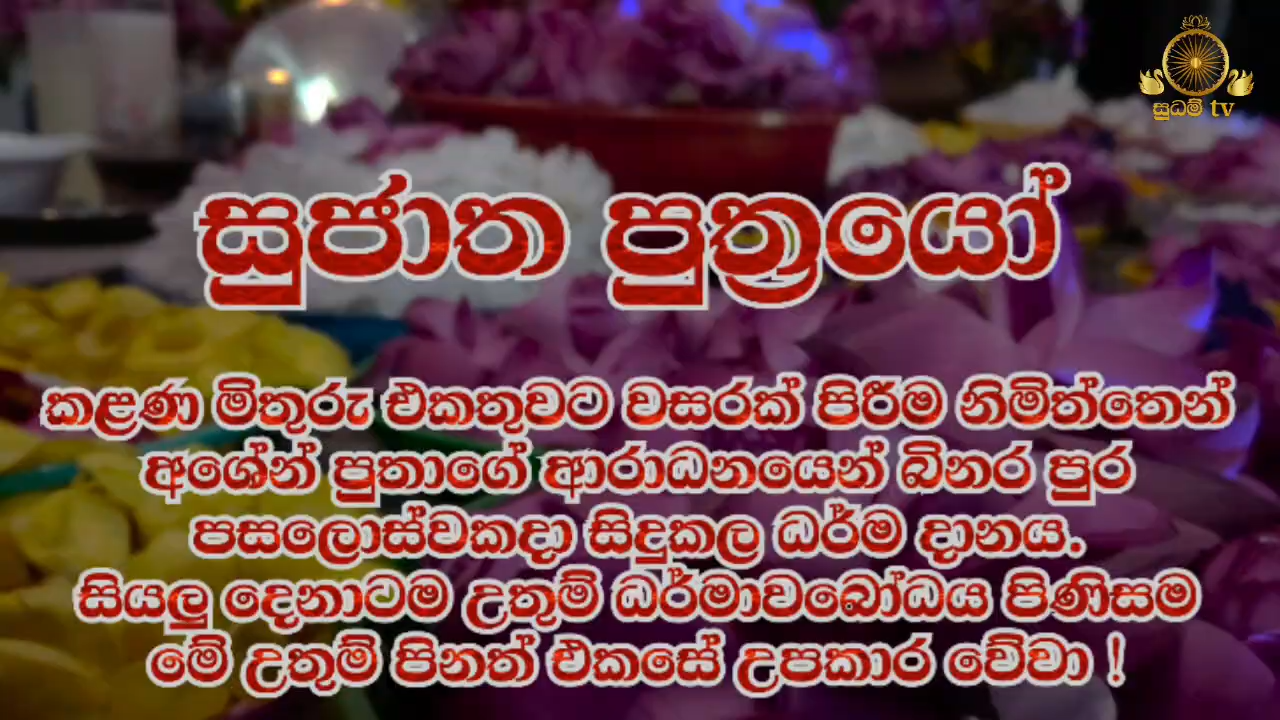 සුධම් tv
සුජාත පුත්‍රයෝ
කළණ මිතුරු එකතුවට වසරක් පිරීම නිමිත්තෙන්
අශේන් පුතාගේ ආරාධනයෙන් බිනර පුර
පසලොස්වකදා සිදුකල ධර්ම දානය.
සියලු දෙනාටම උතුම් ධර්මාවබෝධය පිණිසම
මේ උතුම් පිනත් එකසේ උපකාර වේවා !